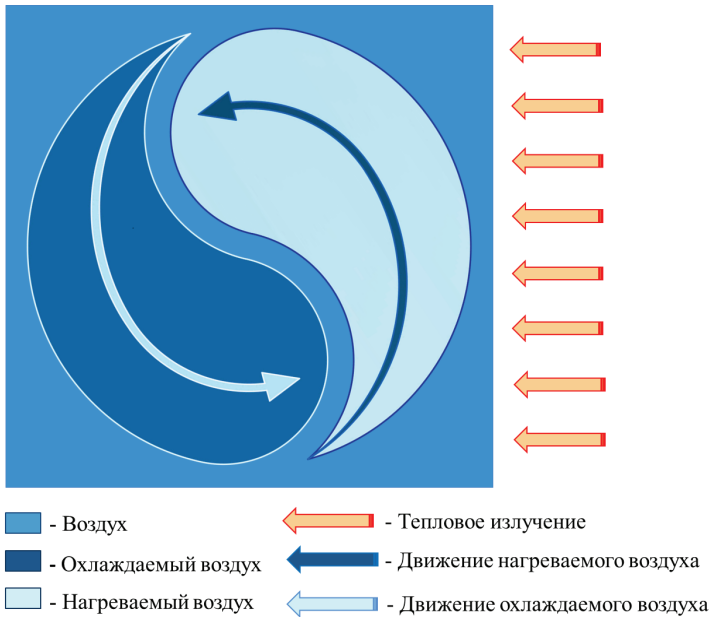 - Воздух
- Охлаждаемый воздух
- Нагреваемый воздух
- Тепловое излучение
- Движение нагреваемого воздуха
- Движение охлаждаемого воздуха